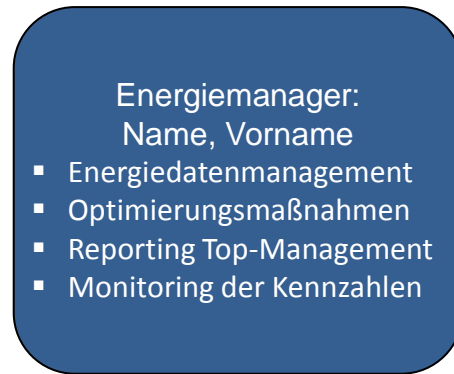 Energiemanager:
Name, Vorname
▪ Energiedatenmanagement
▪ Optimierungsmaßnahmen
▪ Reporting Top-Management
▪ Monitoring der Kennzahlen